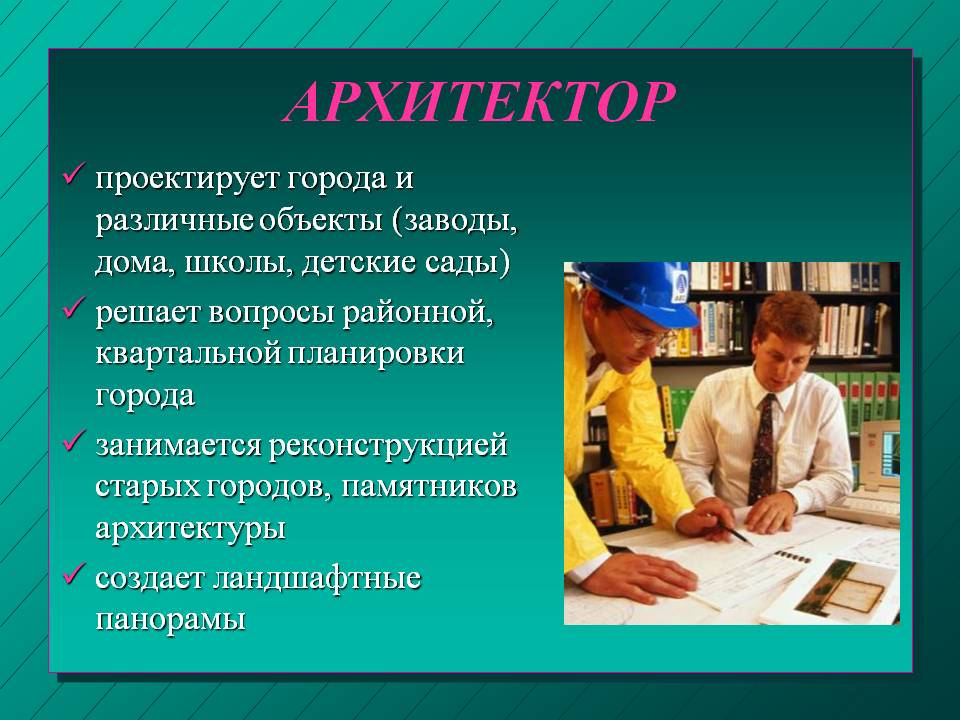 АРХИТЕКТОР
проектирует города и
различные объекты (заводы,
дома, школы, детские сады)
решает вопросы районной,
квартальной планировки
города
занимается реконструкцией
старых городов, памятников
архитектуры
создает ландшафтные
панорамы